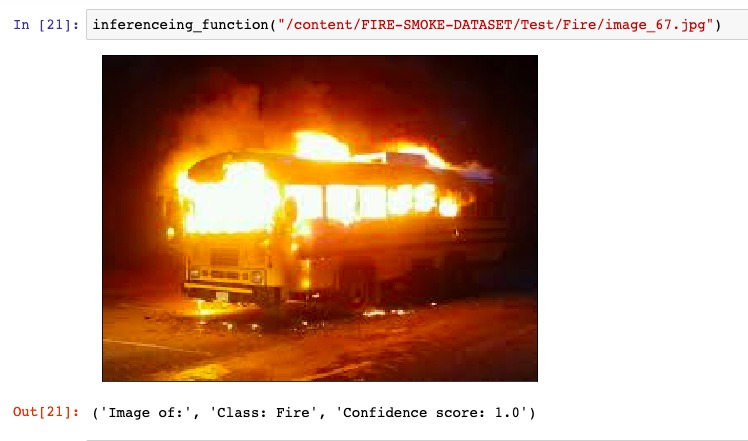 In [21]: inferenceing_function("/content/FIRE-SMOKE-DATASET/Test/Fire/image_67.jpg")
Out[21]: ('Image of:', 'Class: Fire', 'Confidence score: 1.0')